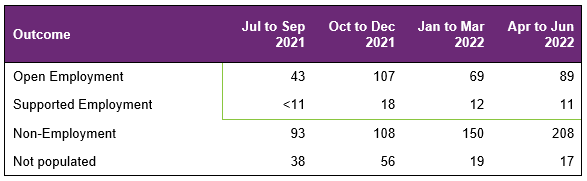 Outcome Jul to Sep 2021 Oct to Dec 2021 Jan to Mar 2022 Apr to Jun 2022
Open Employment 43 107 69 89
Supported Employment <11 18 12 11
Non-Employment 93 108 150 208
Not populated 38 56 19 17